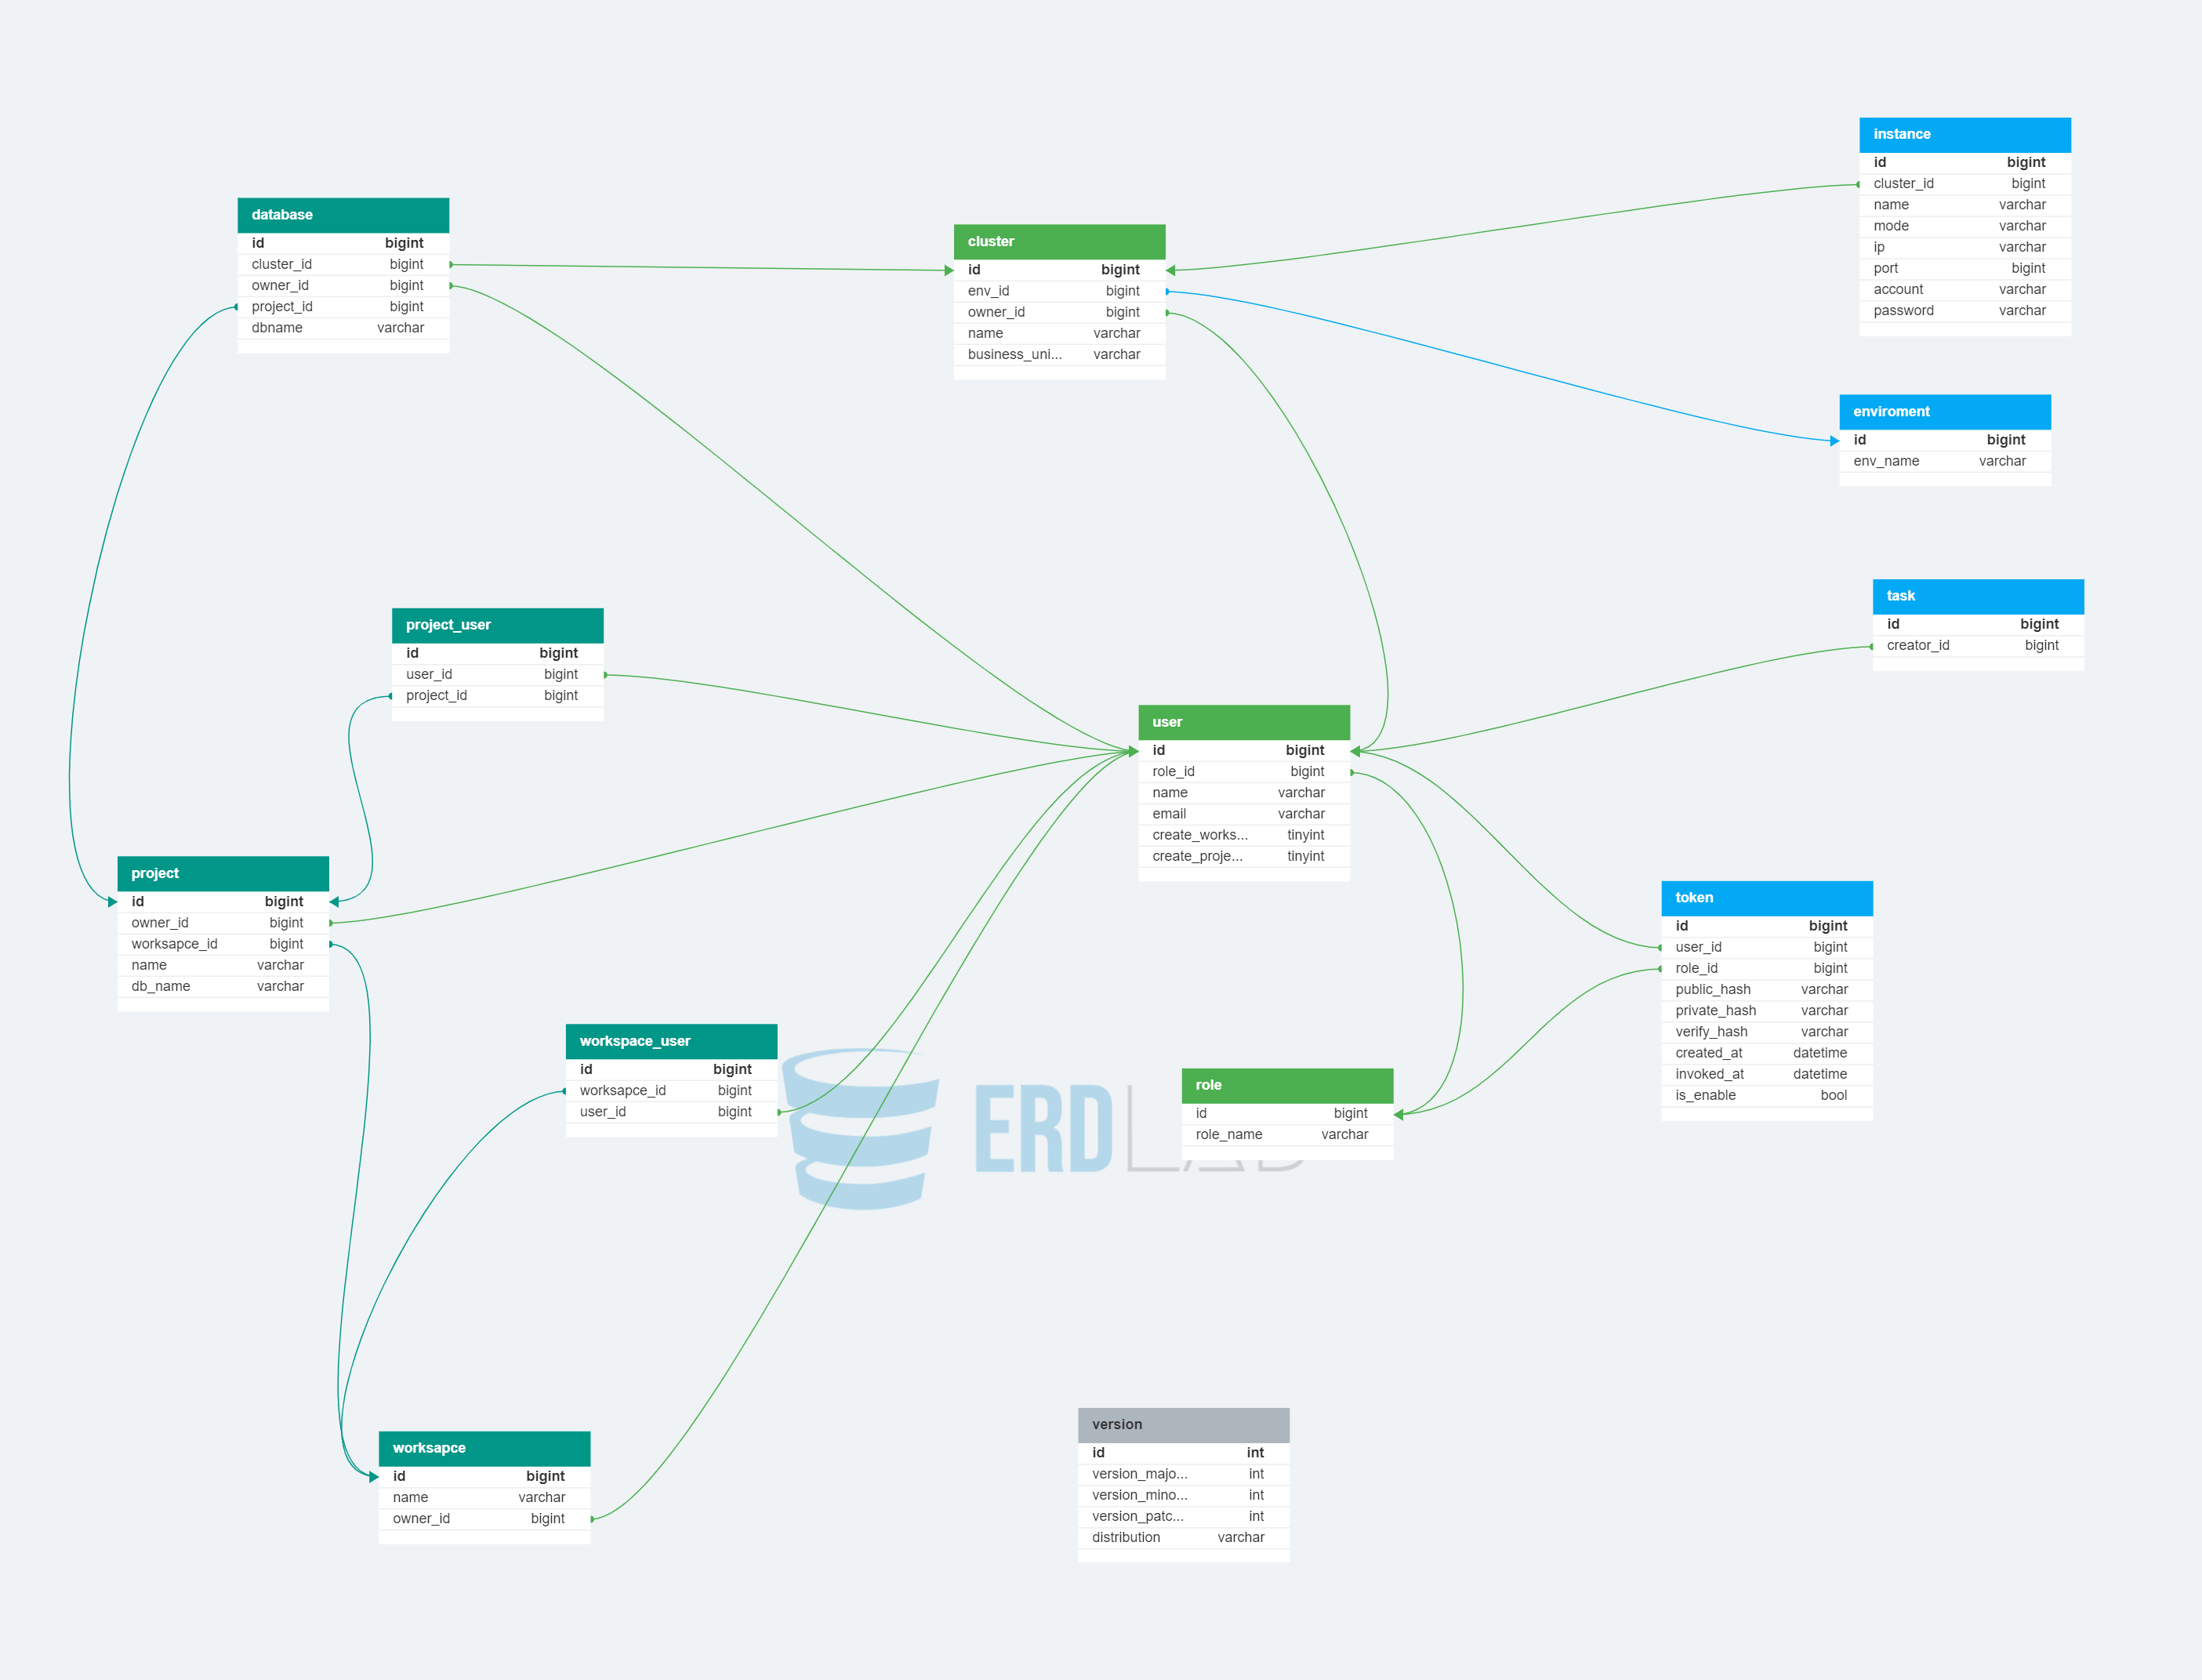 instance
id bigint
cluster_id bigint
name varchar
mode varchar
ip varchar
port bigint
account varchar
password varchar
database
id bigint
cluster_id bigint
owner_id bigint
project_id bigint
dbname varchar
cluster
id bigint
env_id bigint
owner_id bigint
name varchar
business_uni... varchar
enviroment
id bigint
env_name varchar
task
id bigint
creator_id bigint
project_user
id bigint
user_id bigint
project_id bigint
user
id bigint
role_id bigint
name varchar
email varchar
create_works... tinyint
create_proje... tinyint
project
id bigint
owner_id bigint
worksapce_id bigint
name varchar
db_name varchar
token
id bigint
user_id bigint
role_id bigint
public_hash varchar
private_hash varchar
verify_hash varchar
created_at datetime
invoked_at datetime
is_enable bool
workspace_user
id bigint
worksapce_id bigint
user_id bigint
ERDLAB
role
id bigint
role_name varchar
version
id int
version_majo... int
version_mino... int
version_patc... int
distribution varchar
worksapce
id bigint
name varchar
owner_id bigint